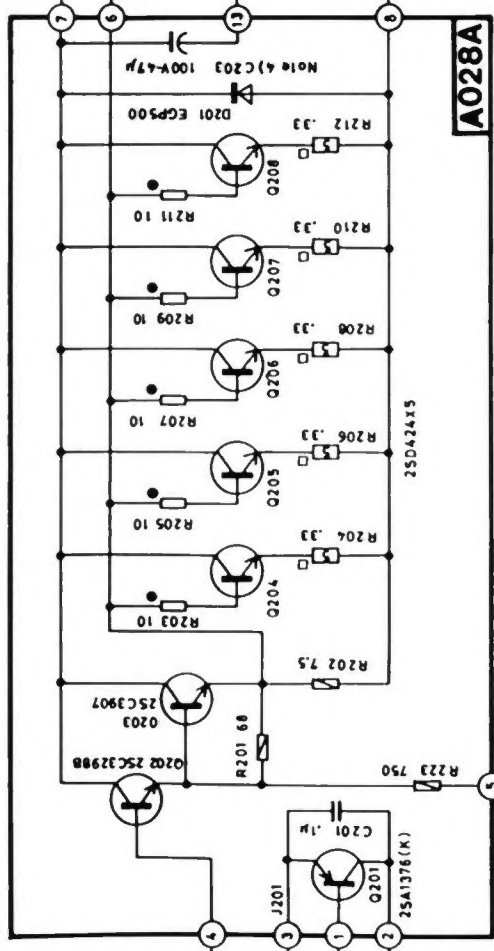 7
6
13
8
A028A
Note 4) C203 100V-47μ
D201 EGP50D
R211 10
Q208
R212 .33
R209 10
Q207
R210 .33
R207 10
Q206
R208 .33
R205 10
Q205
R206 .33
R203 10
Q204
R204 .33
2SD424x5
Q203
2SC3907
Q202 2SC3298B
R202 7.5
R201 68
R223
750
5
C201 .1μ
J201
Q201
2SA1376(K)
4
3
1
2